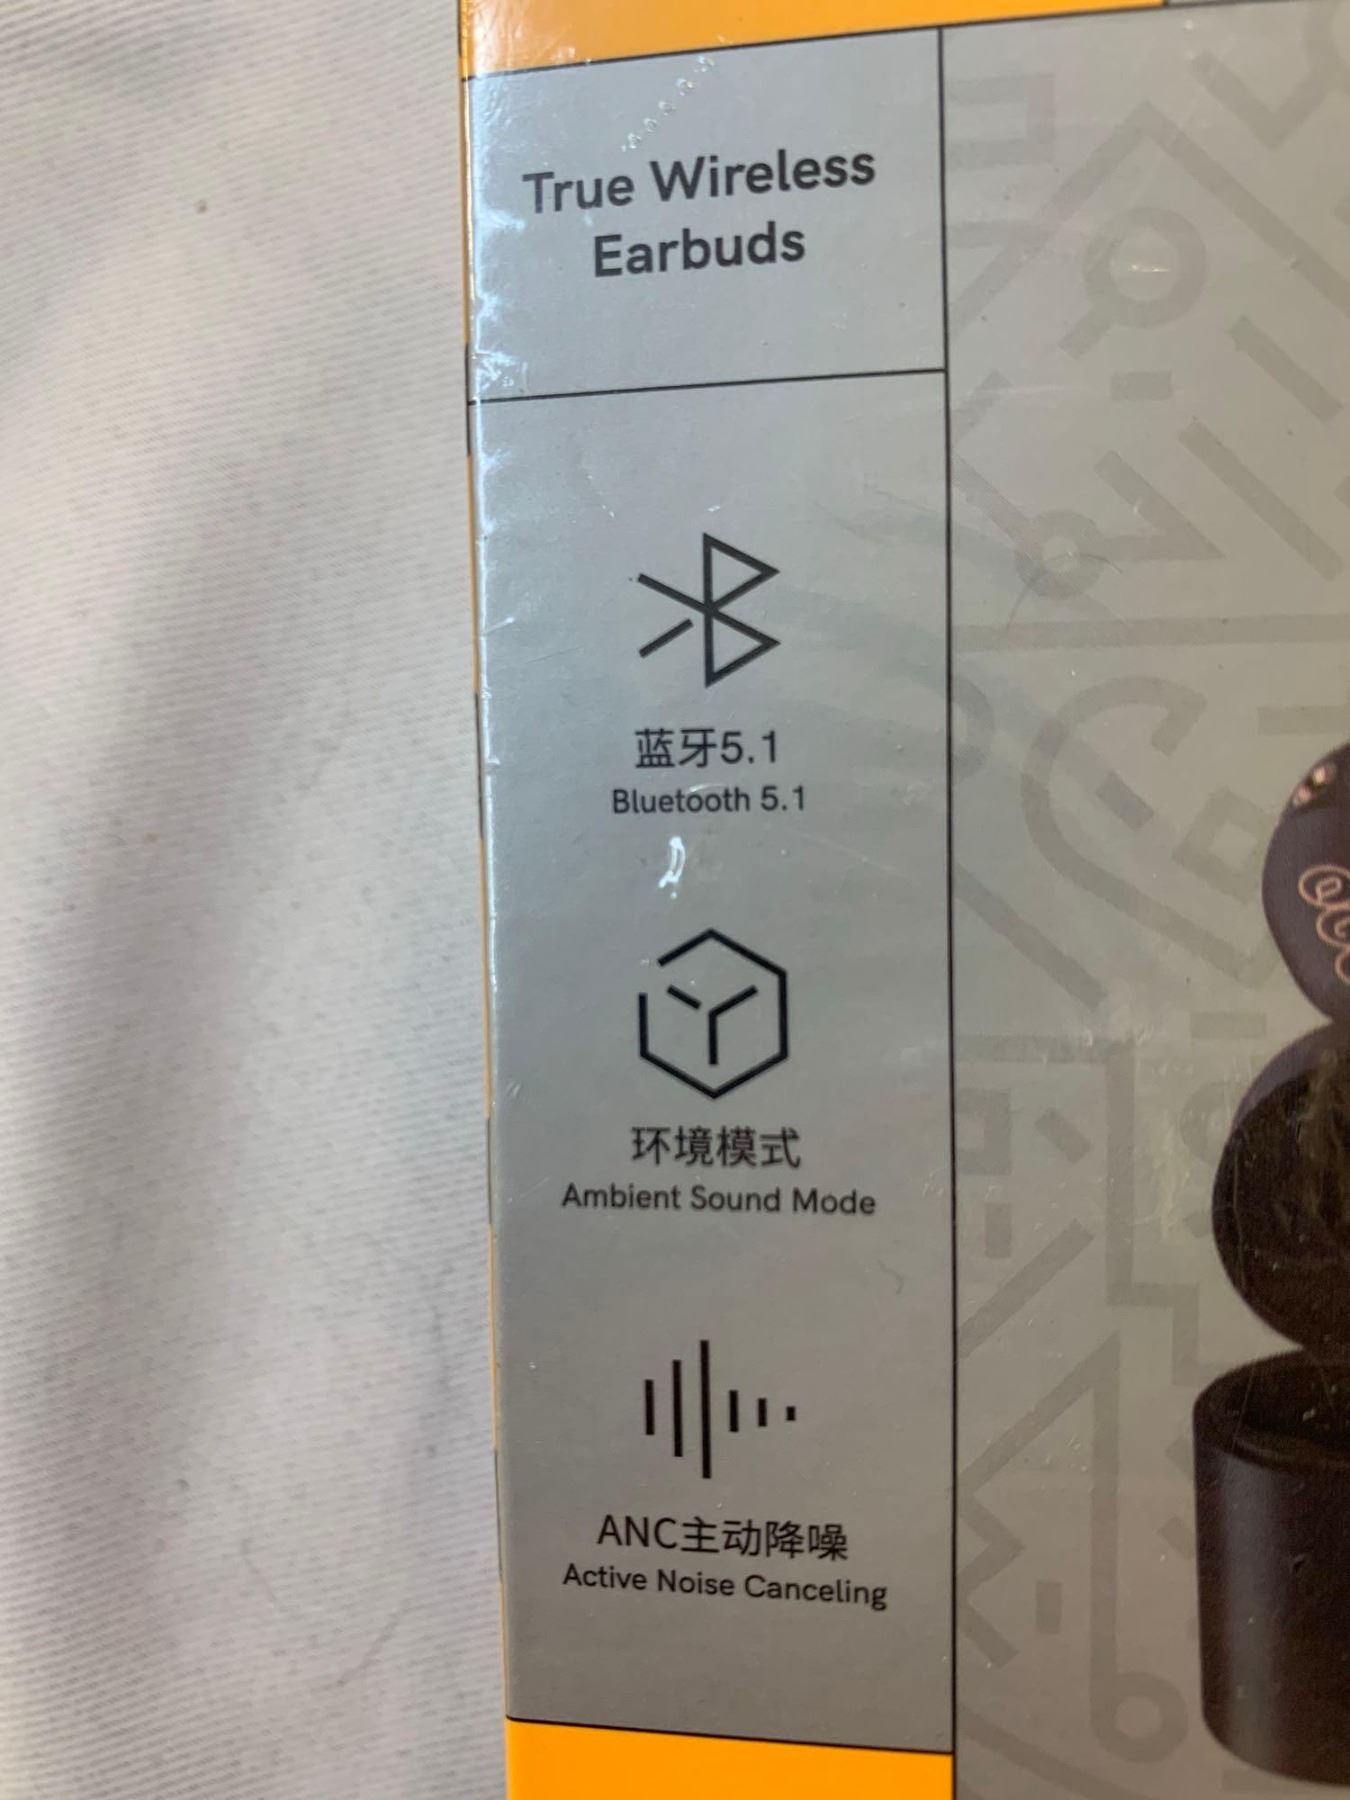 True Wireless
Earbuds
蓝牙5.1
Bluetooth 5.1
环境模式
Ambient Sound Mode
ANC主动降噪
Active Noise Canceling